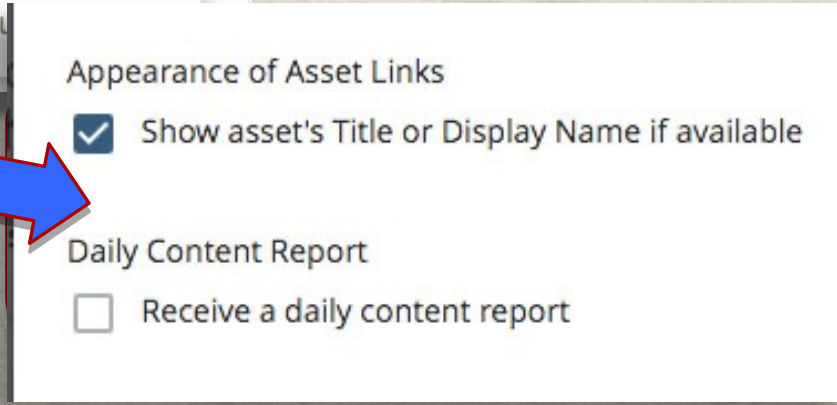 Appearance of Asset Links
Show asset's Title or Display Name if available
Daily Content Report
Receive a daily content report